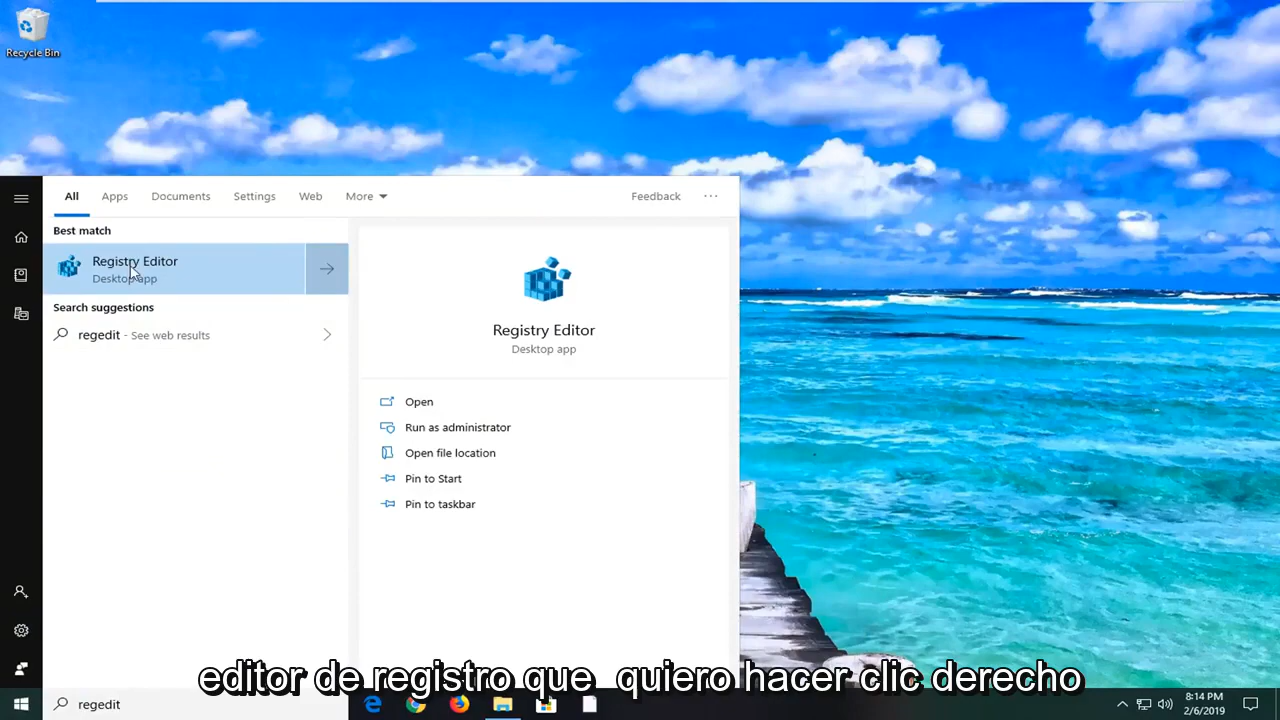 Recycle Bin
All Apps Documents Settings Web More Feedback ...
Best match
Registry Editor
Desktop app
Search suggestions
regedit - See web results
Registry Editor
Desktop app
Open
Run as administrator
Open file location
Pin to Start
Pin to taskbar
editor de registro que quiero hacer clic derecho
regedit
8:14 PM
2/6/2019